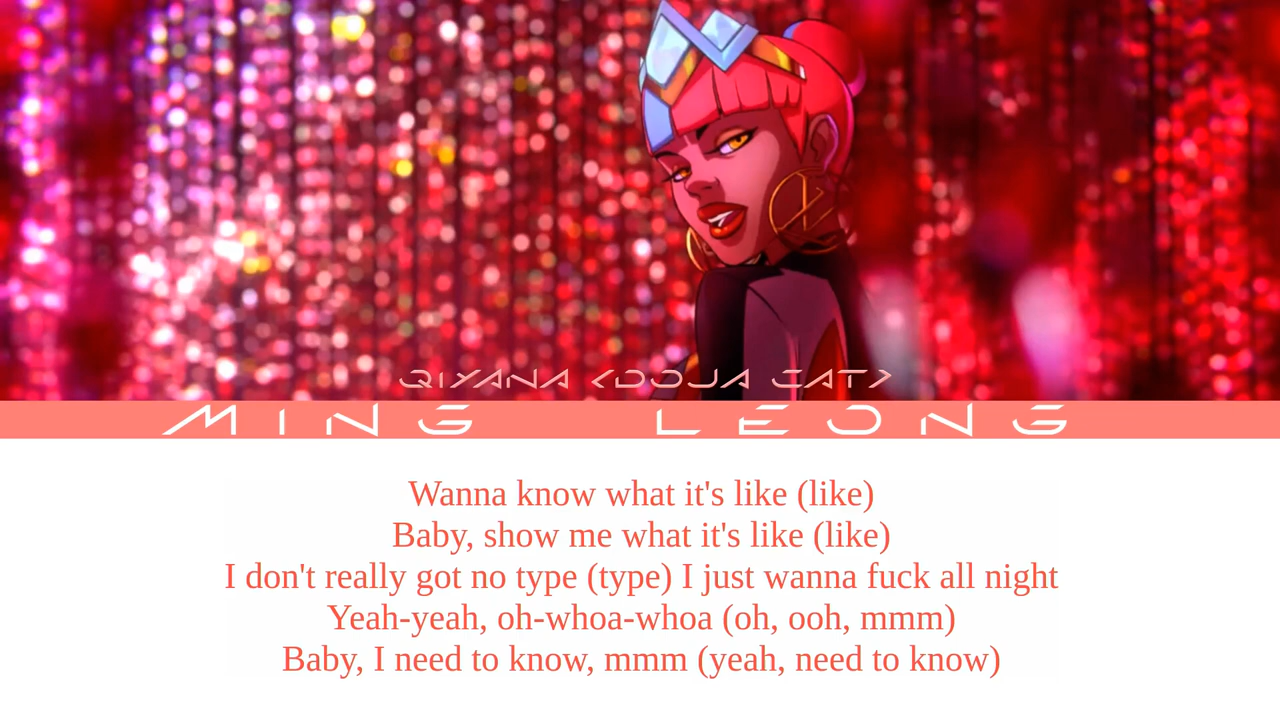 QIYANA <DOJA CAT>
MING LEONG
Wanna know what it's like (like)
Baby, show me what it's like (like)
I don't really got no type (type) I just wanna fuck all night
Yeah-yeah, oh-whoa-whoa (oh, ooh, mmm)
Baby, I need to know, mmm (yeah, need to know)